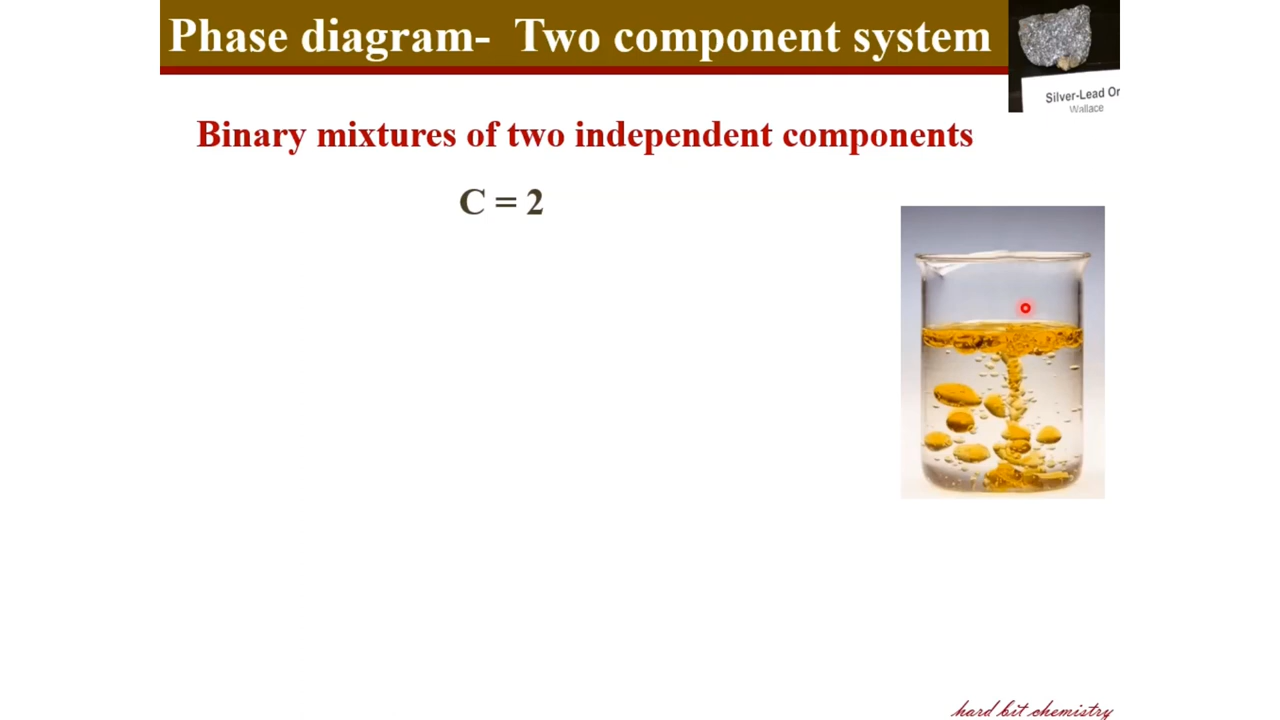 Phase diagram- Two component system
Silver-Lead Or
Wallace
Binary mixtures of two independent components
C = 2
hard bit chemistry